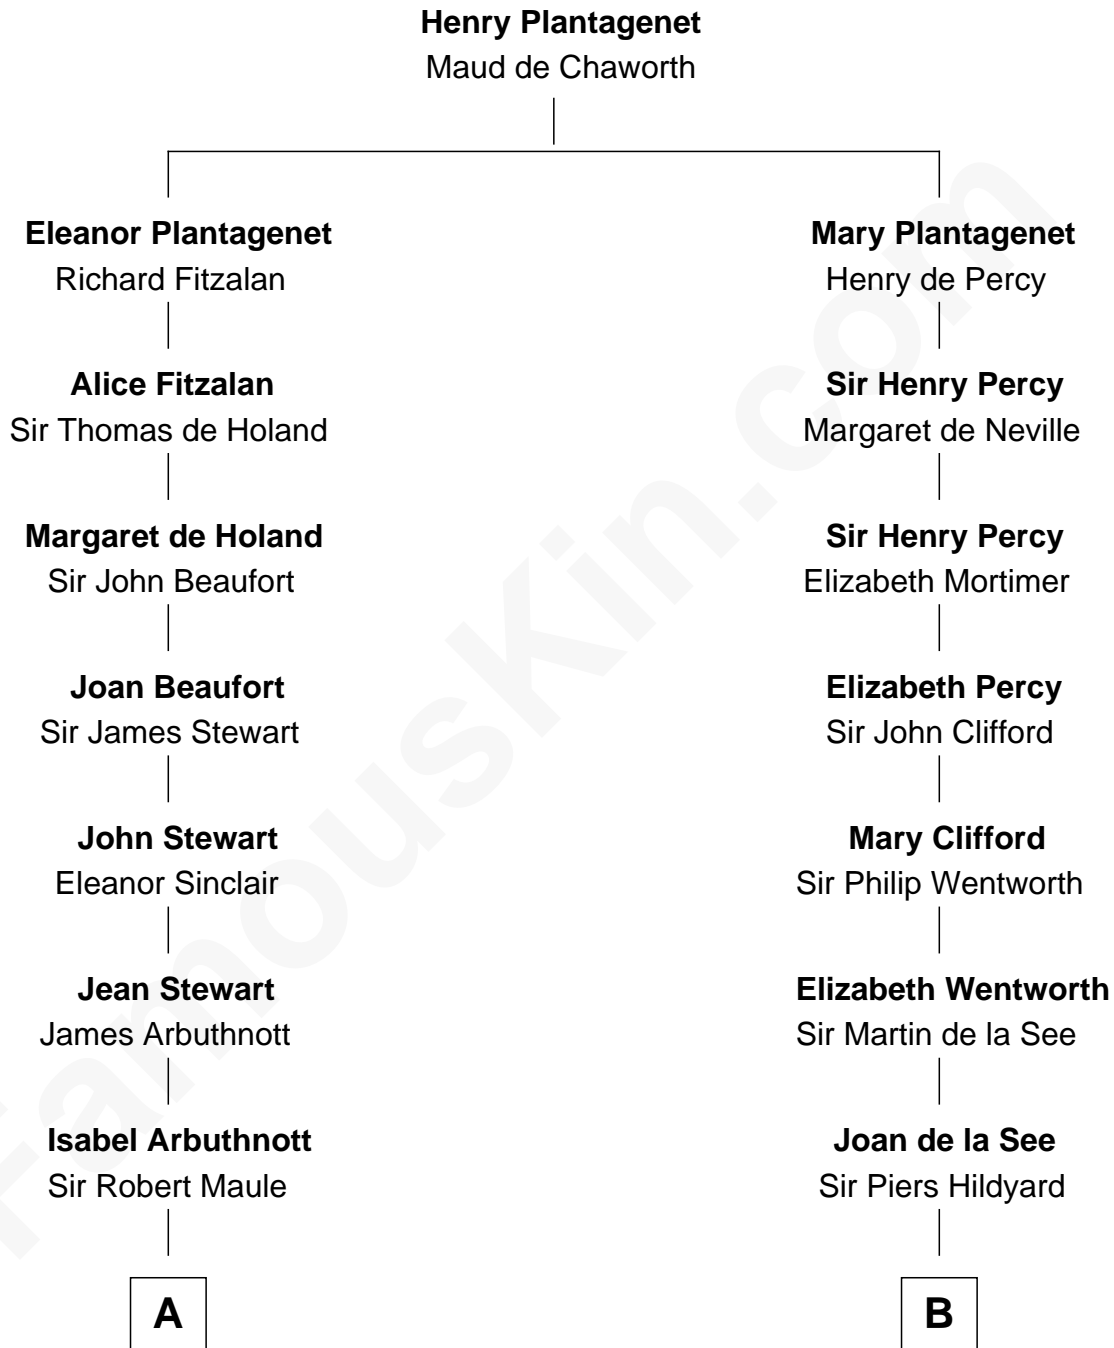 Henry Plantagenet
Maud de Chaworth
Eleanor Plantagenet
Richard Fitzalan
Mary Plantagenet
Henry de Percy
Alice Fitzalan
Sir Thomas de Holand
Sir Henry Percy
Margaret de Neville
Margaret de Holand
Sir John Beaufort
Sir Henry Percy
Elizabeth Mortimer
Joan Beaufort
Sir James Stewart
Elizabeth Percy
Sir John Clifford
John Stewart
Eleanor Sinclair
Mary Clifford
Sir Philip Wentworth
Jean Stewart
James Arbuthnott
Elizabeth Wentworth
Sir Martin de la See
Isabel Arbuthnott
Sir Robert Maule
Joan de la See
Sir Piers Hildyard
A
B
FamousKin.com